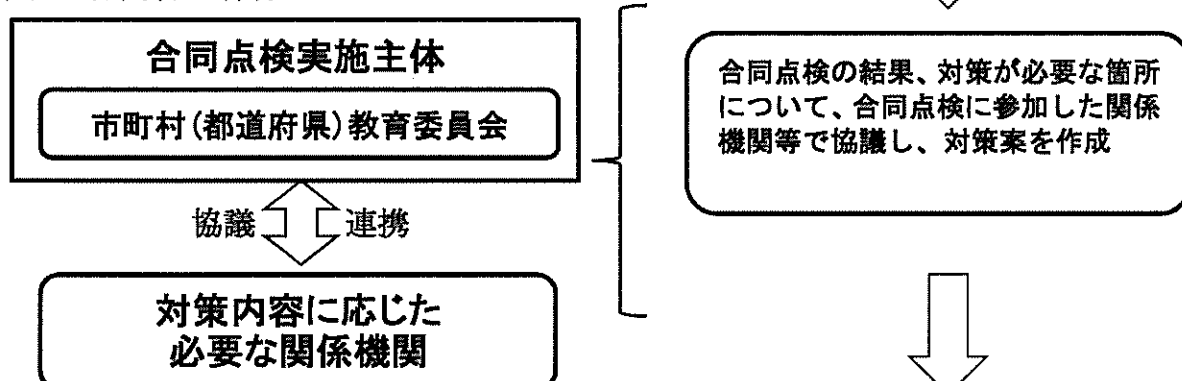 合同点検実施主体
市町村(都道府県)教育委員会
協議 連携
対策内容に応じた
必要な関係機関
合同点検の結果、対策が必要な箇所
について、合同点検に参加した関係
機関等で協議し、対策案を作成